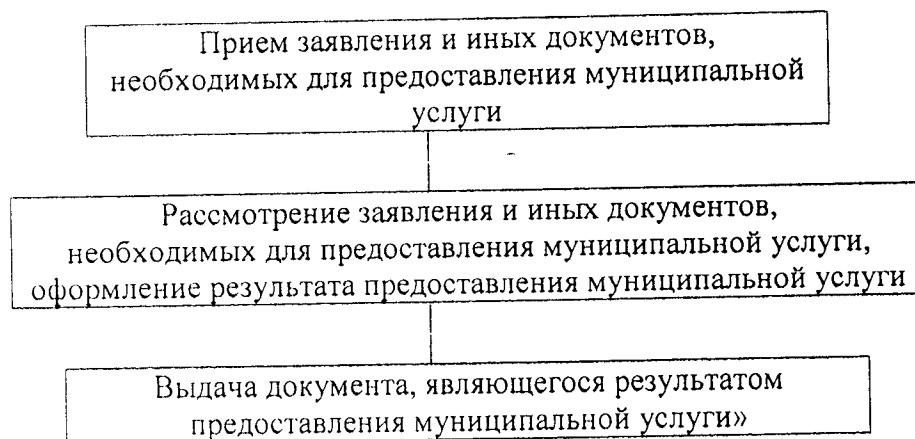 Прием заявления и иных документов,
необходимых для предоставления муниципальной
услуги
Рассмотрение заявления и иных документов,
необходимых для предоставления муниципальной услуги,
оформление результата предоставления муниципальной услуги
Выдача документа, являющегося результатом
предоставления муниципальной услуги»